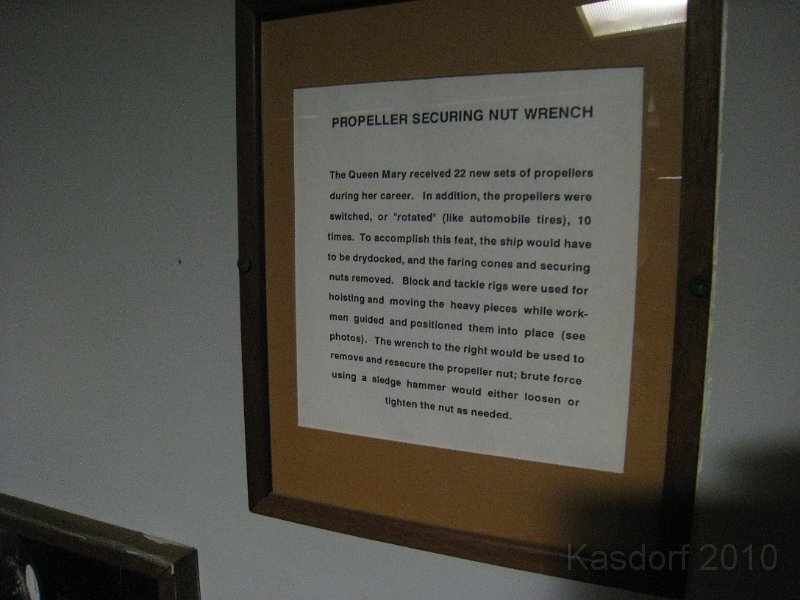 PROPELLER SECURING NUT WRENCH
The Queen Mary received 22 new sets of propellers
during her career. In addition, the propellers were
switched, or "rotated" (like automobile tires), 10
times. To accomplish this feat, the ship would have
to be drydocked, and the faring cones and securing
nuts removed. Block and tackle rigs were used for
hoisting and moving the heavy pieces while work-
men guided and positioned them into place (see
photos). The wrench to the right would be used to
remove and resecure the propeller nut; brute force
using a sledge hammer would either loosen or
tighten the nut as needed.
Kasdorf 2010